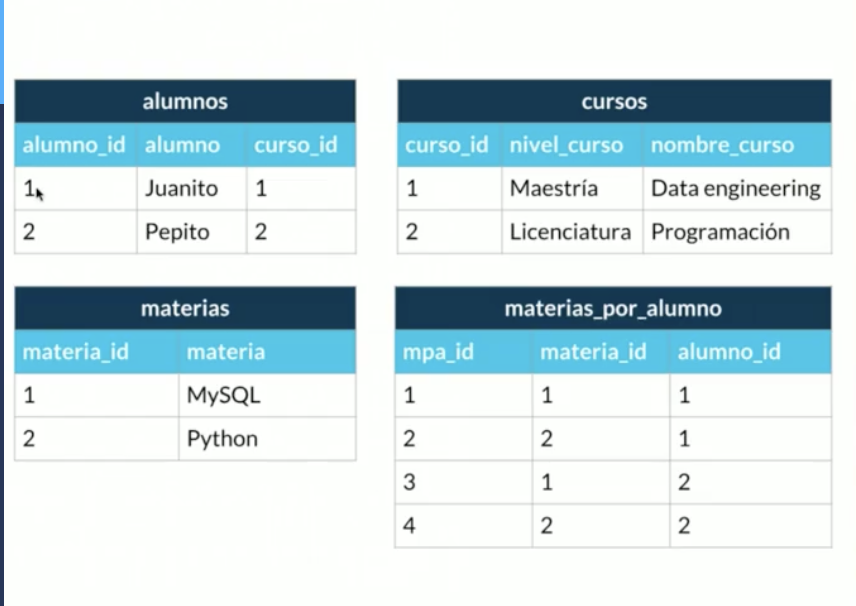 alumnos
alumno_id alumno curso_id
1 Juanito 1
2 Pepito 2
cursos
curso_id nivel_curso nombre_curso
1 Maestría Data engineering
2 Licenciatura Programación
materias
materia_id materia
1 MySQL
2 Python
materias_por_alumno
mpa_id materia_id alumno_id
1 1 1
2 2 1
3 1 2
4 2 2